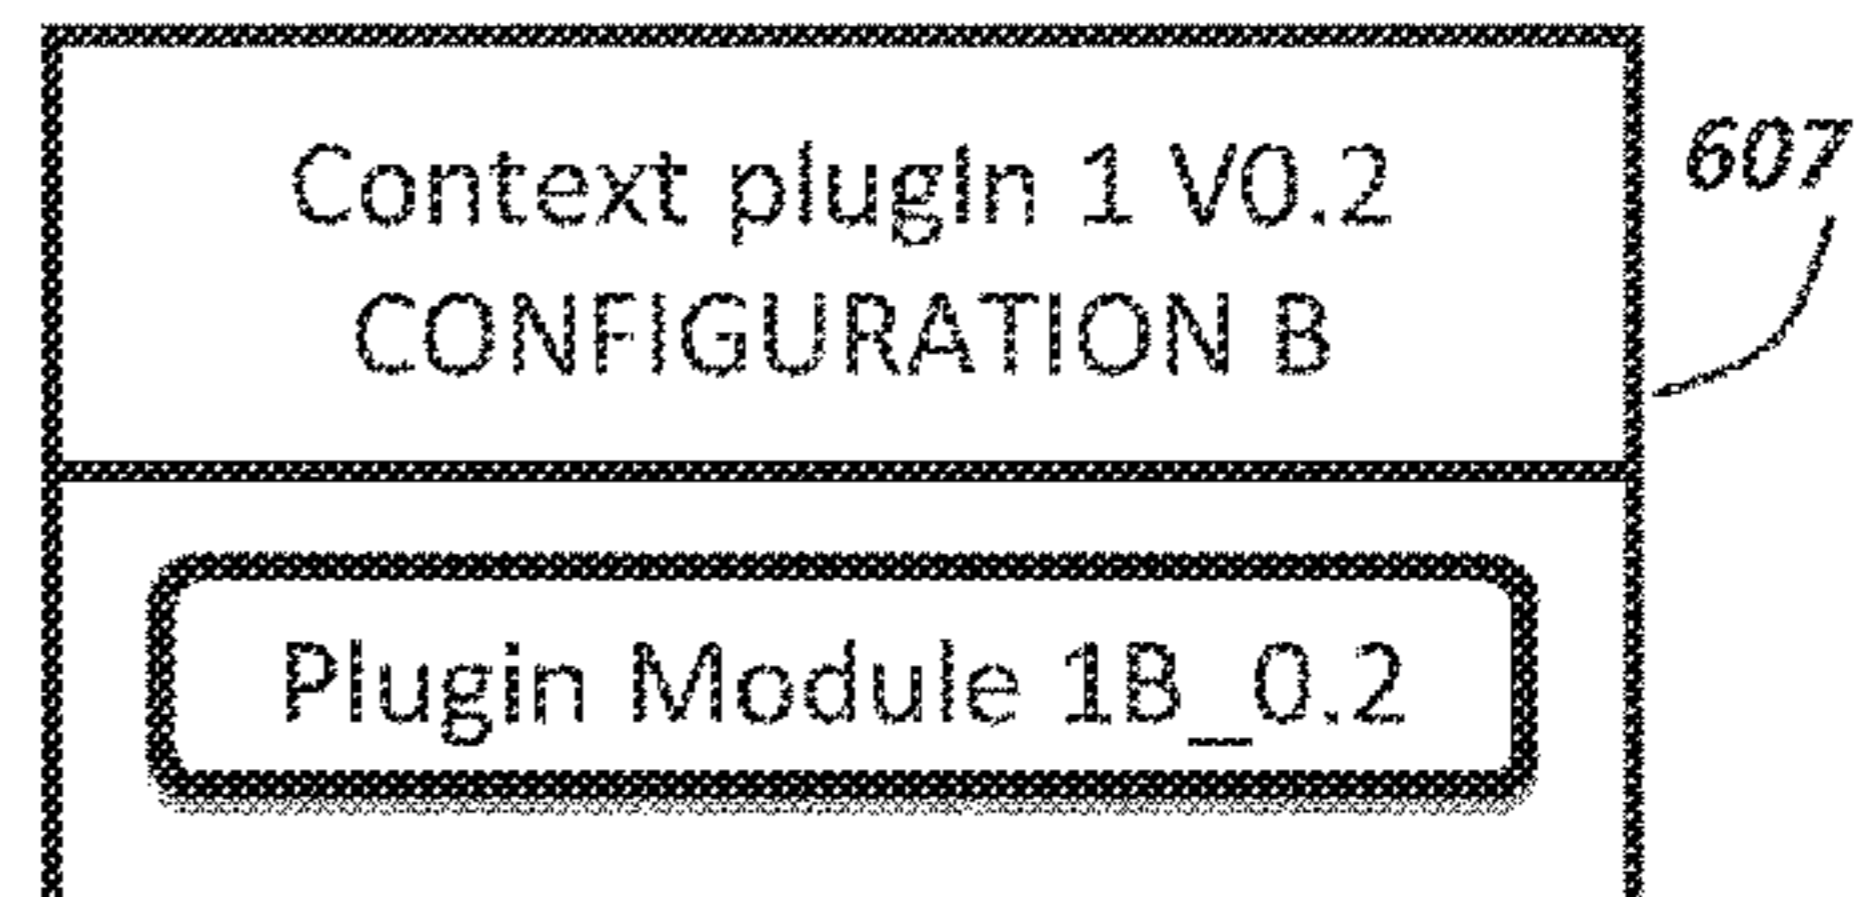 Context plugIn 1 V0.2
CONFIGURATION B
607
Plugin Module 1B_0.2